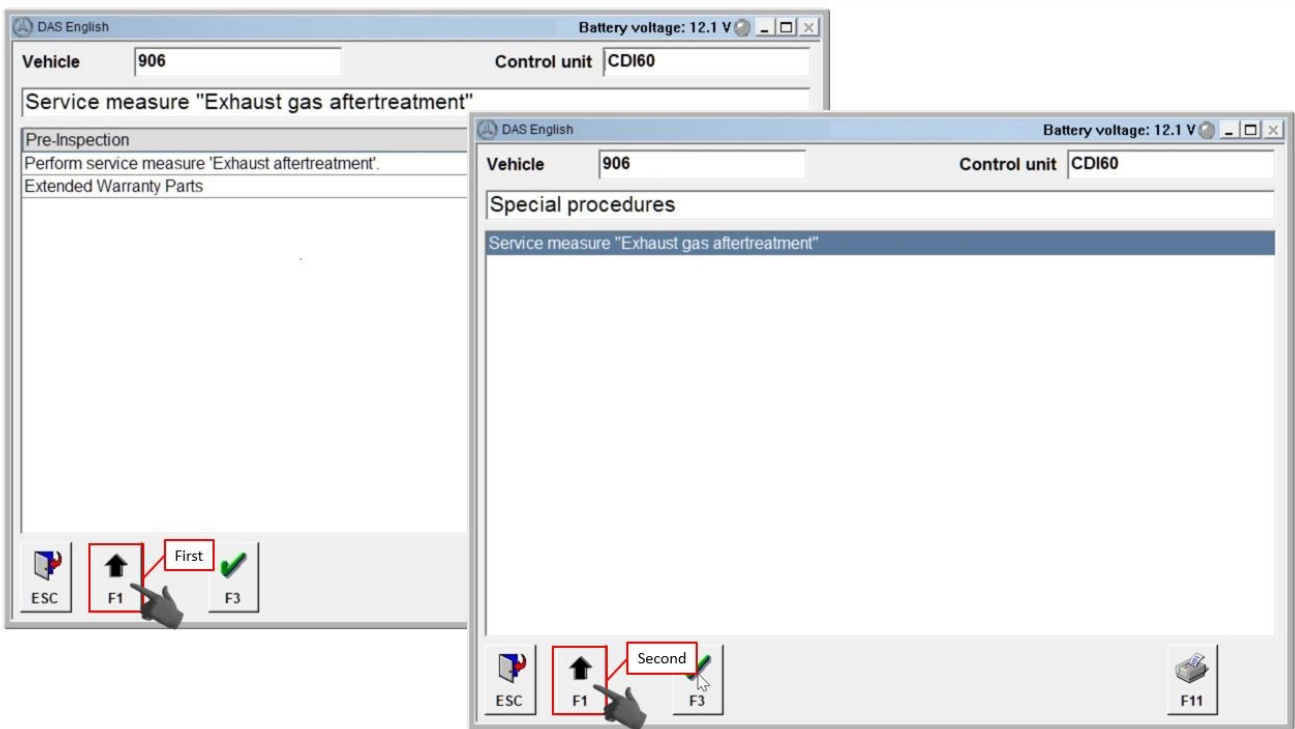 DAS English Battery voltage: 12.1 V
Vehicle 906 Control unit CDI60
Service measure "Exhaust gas aftertreatment"
Pre-Inspection
Perform service measure 'Exhaust aftertreatment'.
Extended Warranty Parts
First
ESC F1 F3
DAS English Battery voltage: 12.1 V
Vehicle 906 Control unit CDI60
Special procedures
Service measure "Exhaust gas aftertreatment"
Second
ESC F1 F3 F11